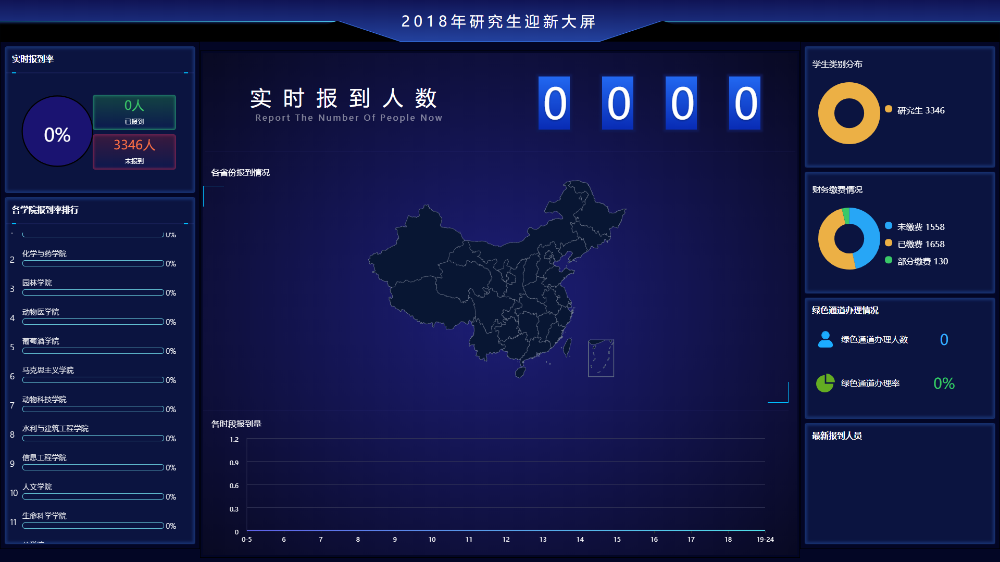 2018年研究生迎新大屏
实时报到率
0%
0人
已报到
3346人
未报到
各学院报到率排行
0%
2 化学与药学院 0%
3 园林学院 0%
4 动物医学院 0%
5 葡萄酒学院 0%
6 马克思主义学院 0%
7 动物科技学院 0%
8 水利与建筑工程学院 0%
9 信息工程学院 0%
10 人文学院 0%
11 生命科学学院 0%
实时报到人数
Report The Number Of People Now
0 0 0 0
各省份报到情况
各时段报到量
1.2
0.9
0.6
0.3
0
0-5 6 7 8 9 10 11 12 13 14 15 16 17 18 19-24
学生类别分布
研究生 3346
财务缴费情况
未缴费 1558
已缴费 1658
部分缴费 130
绿色通道办理情况
绿色通道办理人数 0
绿色通道办理率 0%
最新报到人员